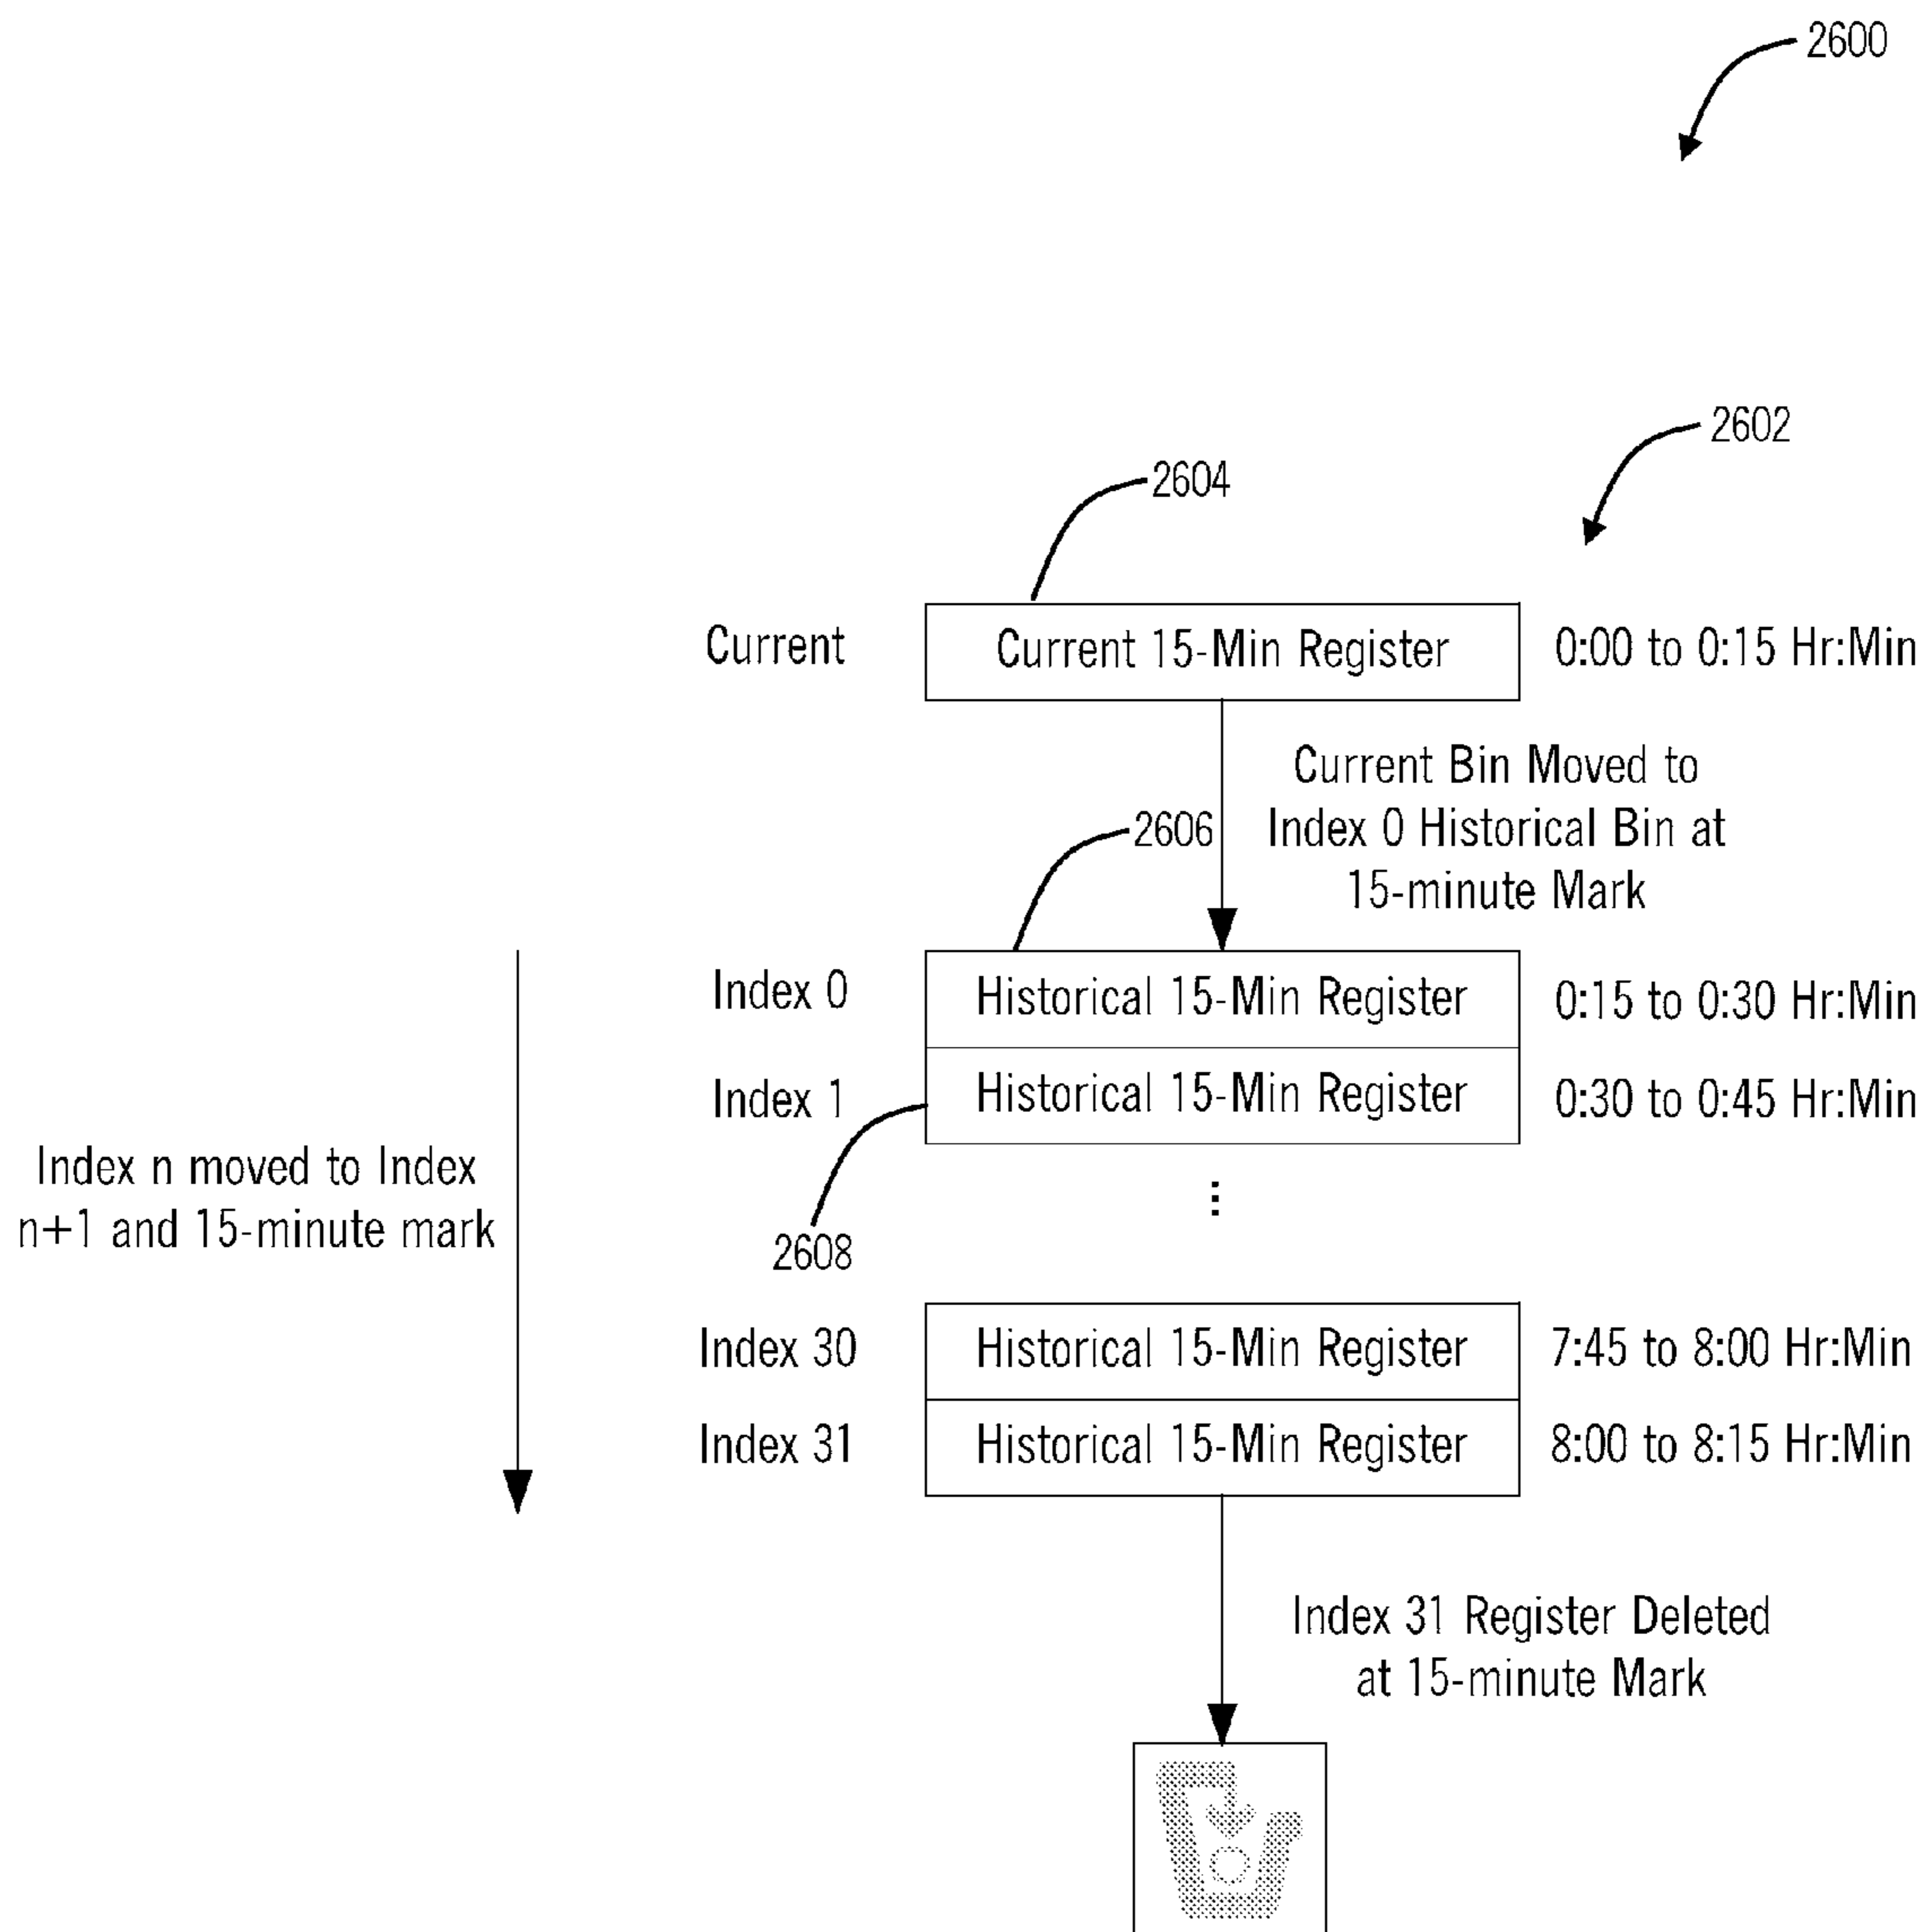 2600
2602
2604
Current
Current 15-Min Register
0:00 to 0:15 Hr:Min
Current Bin Moved to
Index 0 Historical Bin at
15-minute Mark
2606
Index 0
Historical 15-Min Register
0:15 to 0:30 Hr:Min
Index 1
Historical 15-Min Register
0:30 to 0:45 Hr:Min
Index n moved to Index
n+1 and 15-minute mark
2608
Index 30
Historical 15-Min Register
7:45 to 8:00 Hr:Min
Index 31
Historical 15-Min Register
8:00 to 8:15 Hr:Min
Index 31 Register Deleted
at 15-minute Mark